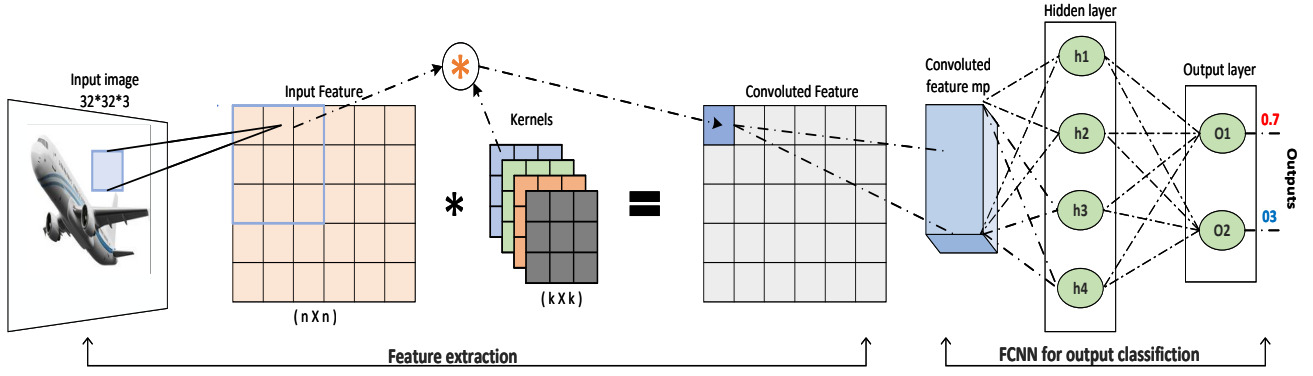 Input image
32*32*3
Input Feature
( n X n )
*
*
Kernels
( k X k )
=
Convoluted Feature
Feature extraction
Convoluted
feature mp
Hidden layer
h1
h2
h3
h4
Output layer
O1
O2
0.7
03
Outputs
FCNN for output classifiction